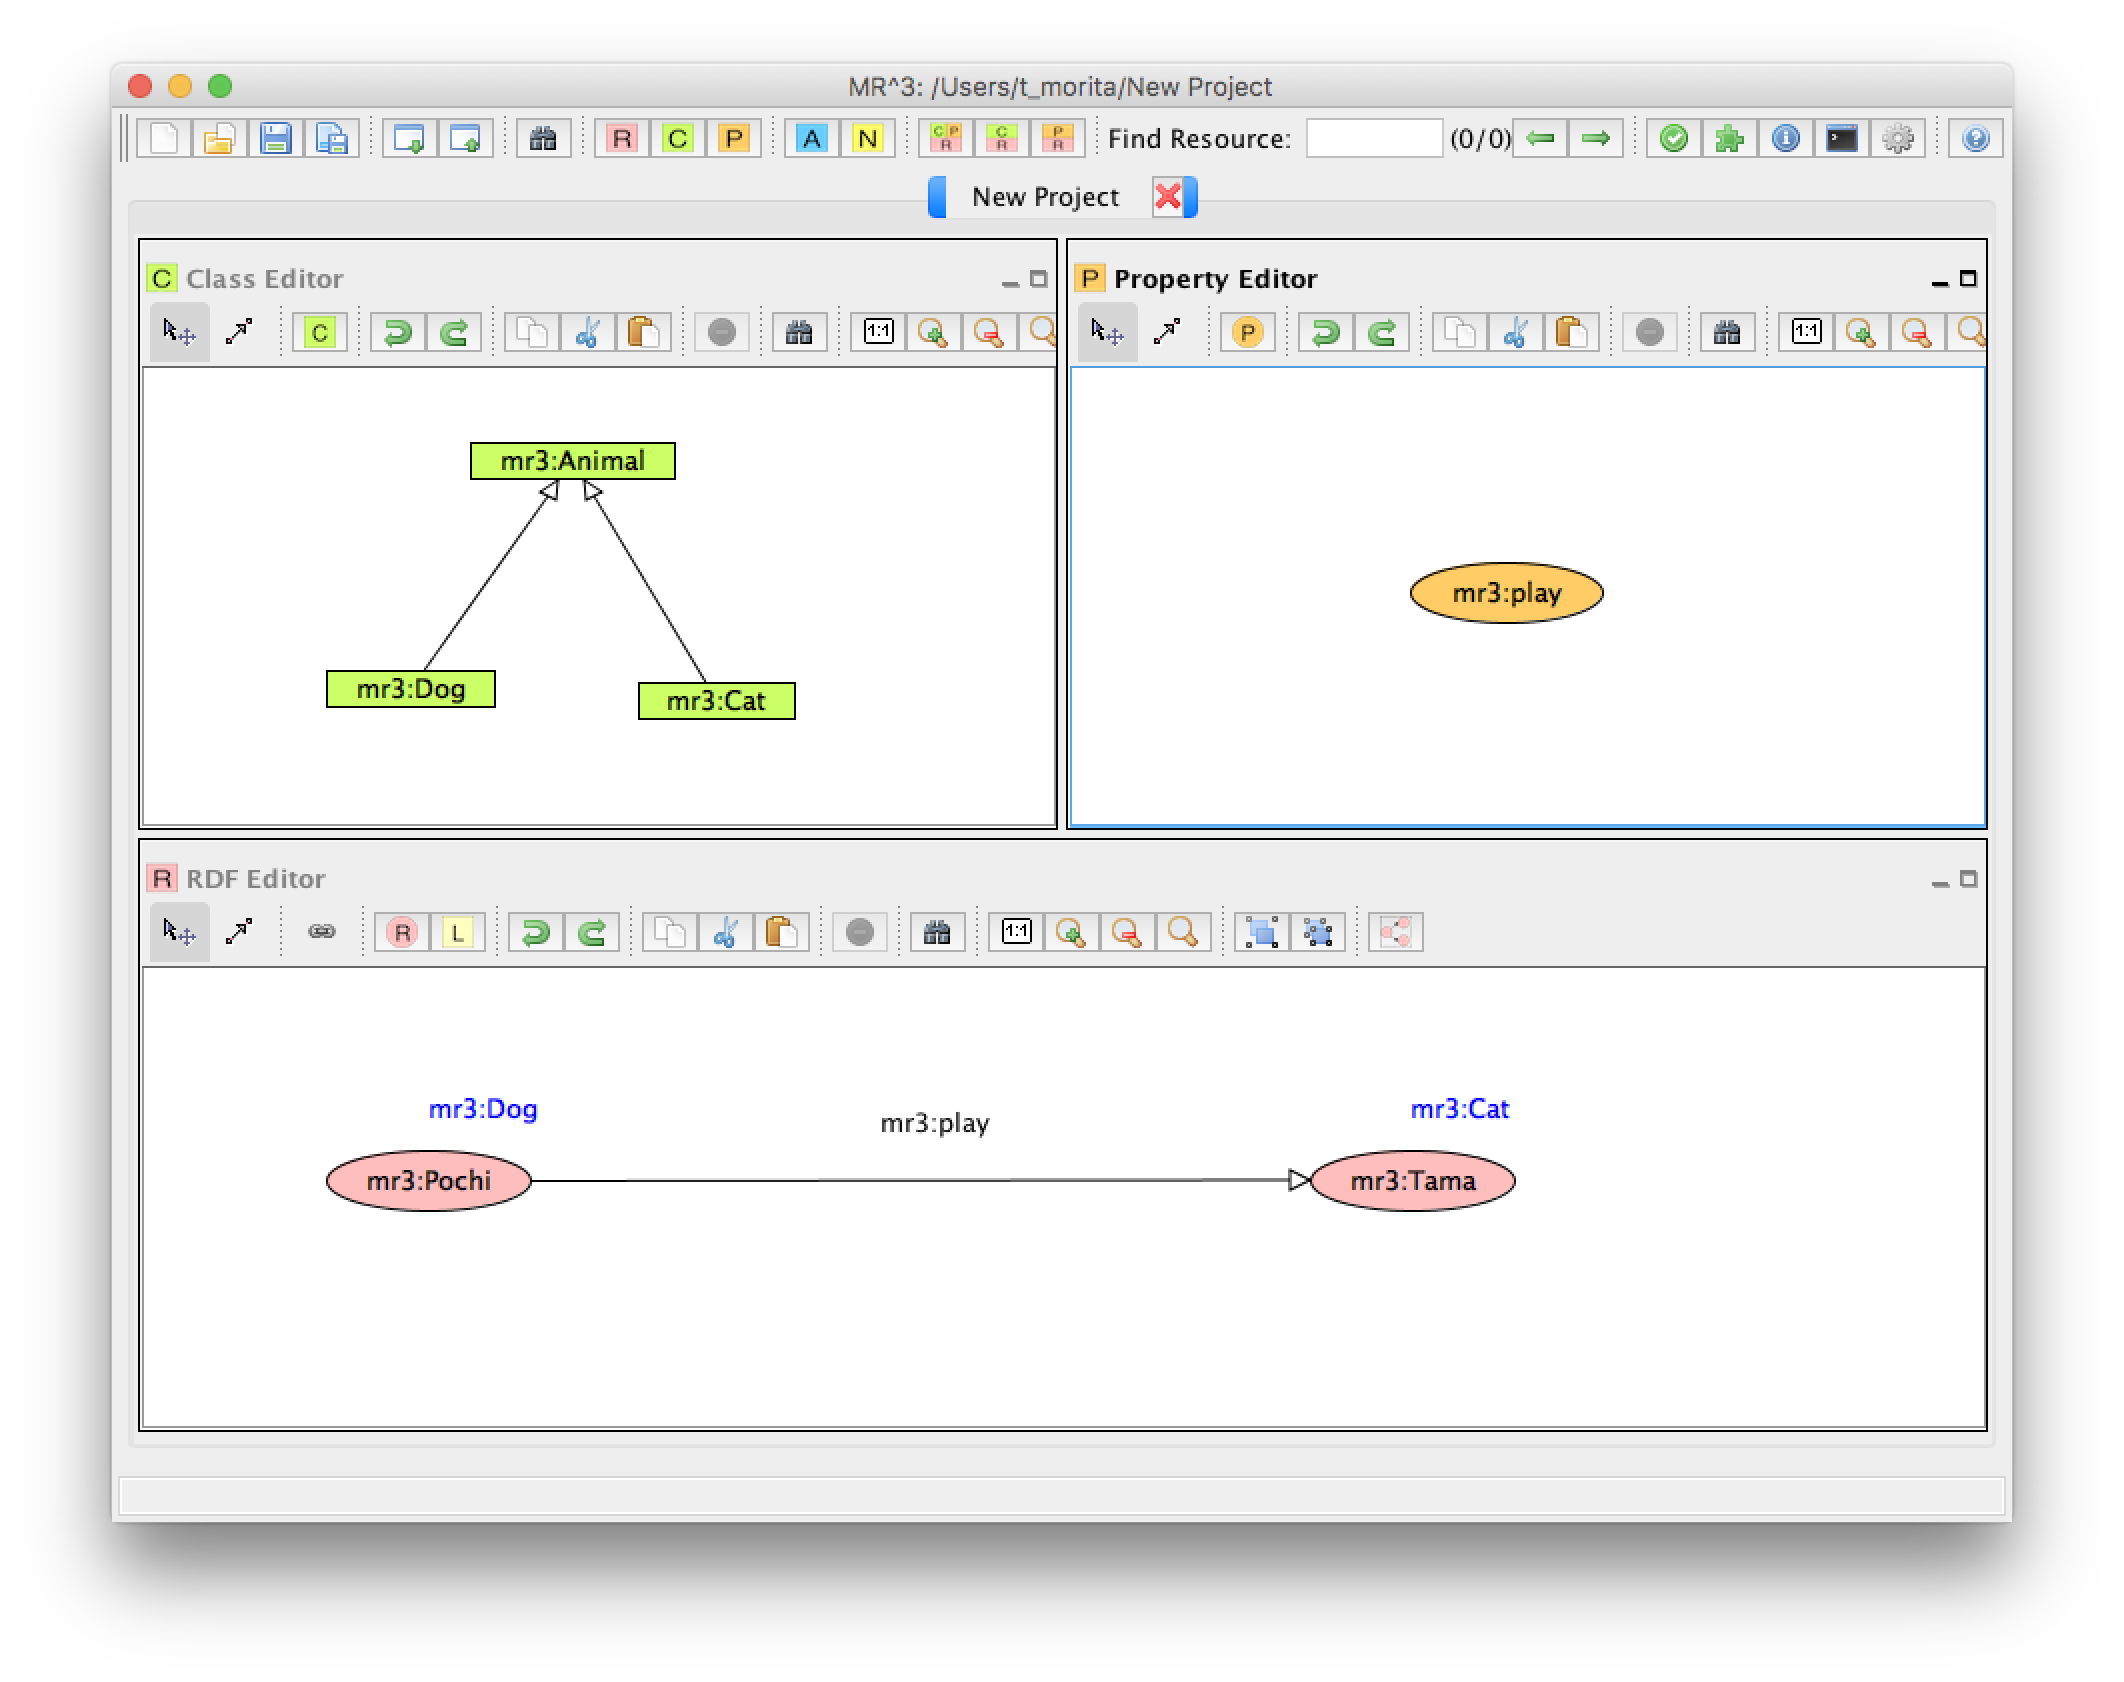 MR^3: /Users/t_morita/New Project
R C P A N C P R C R P R Find Resource: (0/0)
New Project
C Class Editor
C 1:1
mr3:Animal
mr3:Dog
mr3:Cat
P Property Editor
P 1:1
mr3:play
R RDF Editor
R L 1:1
mr3:Dog
mr3:play
mr3:Cat
mr3:Pochi
mr3:Tama